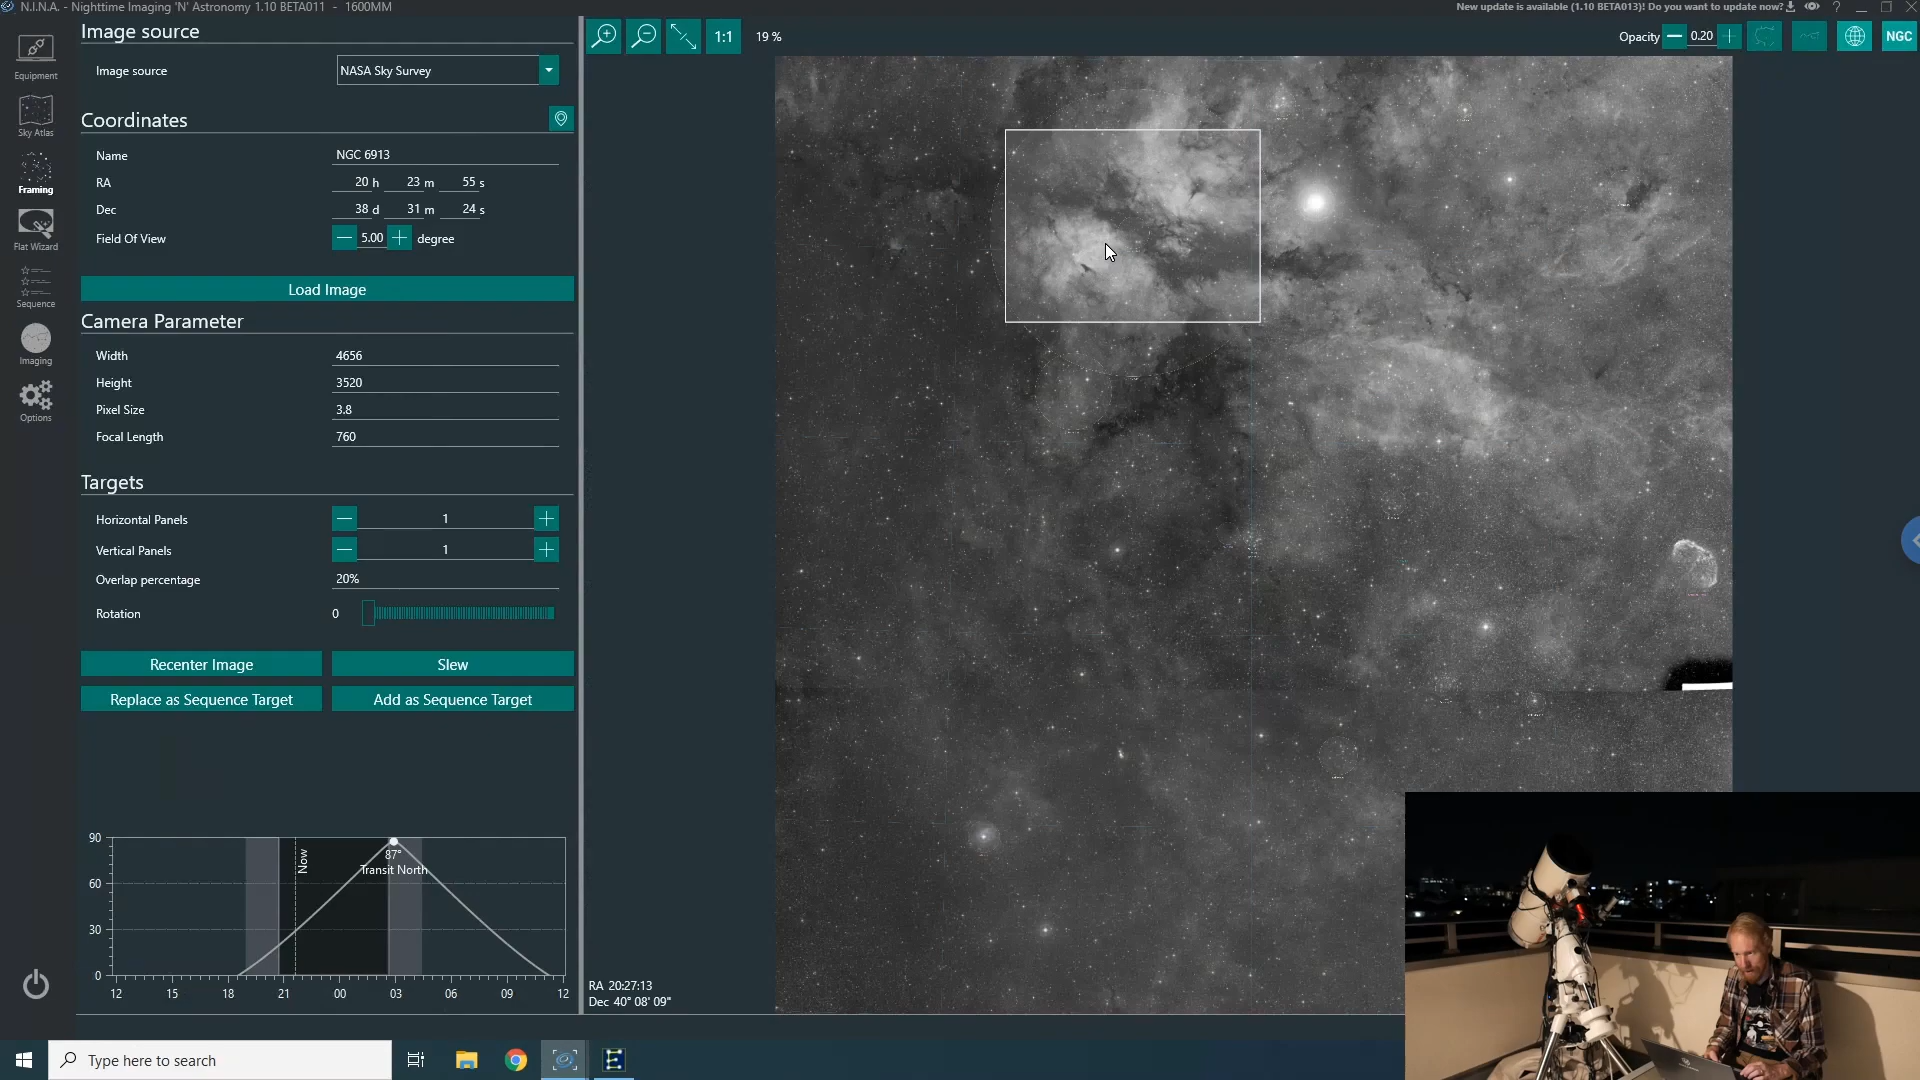 N.I.N.A. - Nighttime Imaging 'N' Astronomy 1.10 BETA011 - 1600MM
New update is available (1.10 BETA013)! Do you want to update now?
Equipment
Sky Atlas
Framing
Flat Wizard
Sequence
Imaging
Options
Image source
Image source
NASA Sky Survey
Coordinates
Name
NGC 6913
RA
20 h 23 m 55 s
Dec
38 d 31 m 24 s
Field Of View
5.00
degree
Load Image
Camera Parameter
Width
4656
Height
3520
Pixel Size
3.8
Focal Length
760
Targets
Horizontal Panels
1
Vertical Panels
1
Overlap percentage
20%
Rotation
0
Recenter Image
Slew
Replace as Sequence Target
Add as Sequence Target
90
60
30
0
Now
87°
Transit North
12 15 18 21 00 03 06 09 12
1:1
19 %
Opacity
0.20
NGC
RA 20:27:13
Dec 40° 08' 09"
Type here to search